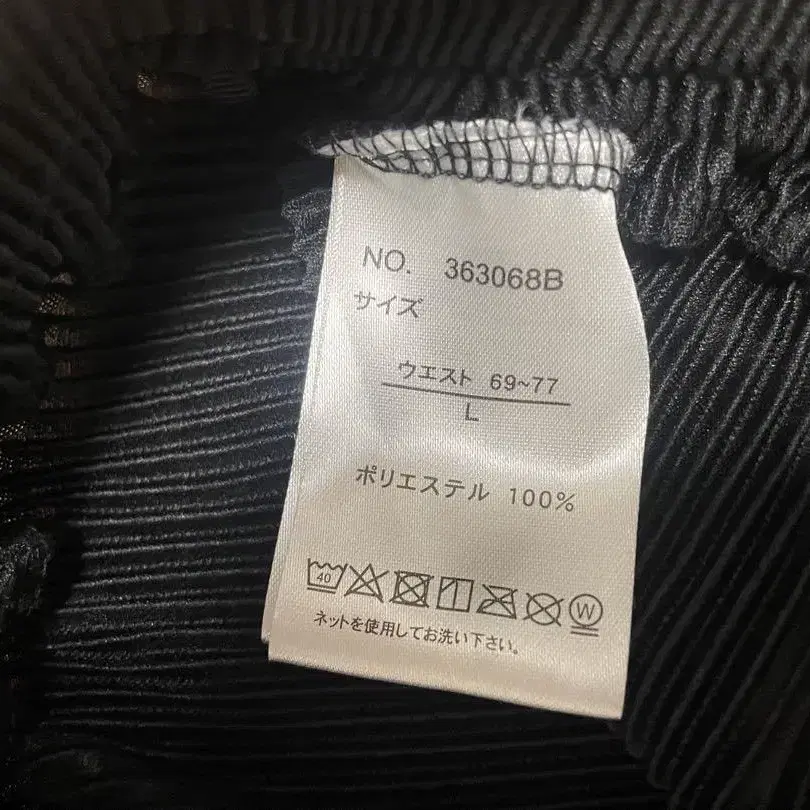 NO. 363068B
サイズ
ウエスト 69~77
L
ポリエステル 100%
40 W
ネットを使用してお洗い下さい。